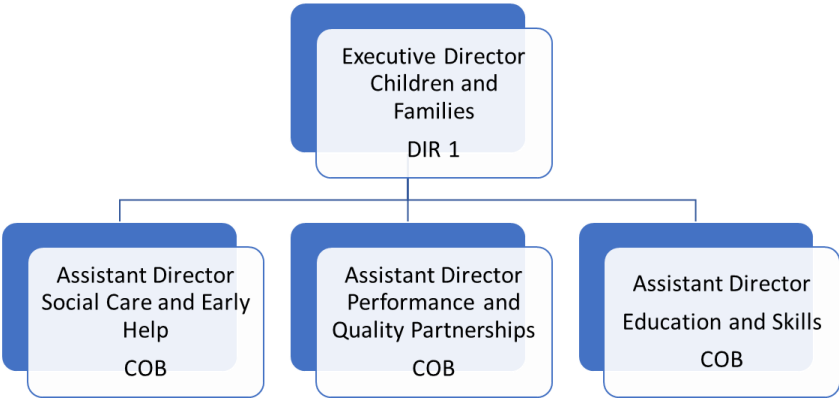 Executive Director
Children and
Families
DIR 1
Assistant Director
Social Care and Early
Help
COB
Assistant Director
Performance and
Quality Partnerships
COB
Assistant Director
Education and Skills
COB